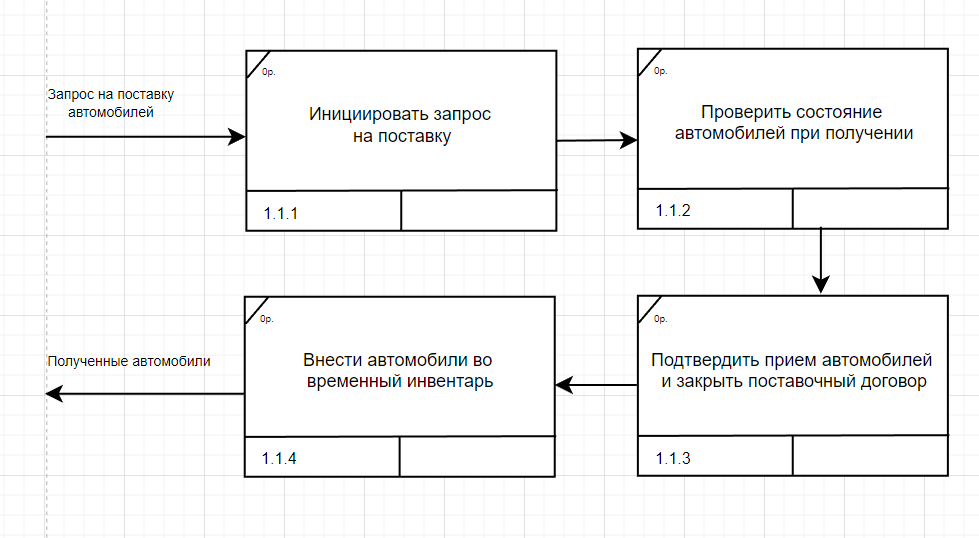 Запрос на поставку
автомобилей
0р.
Инициировать запрос
на поставку
1.1.1
0р.
Проверить состояние
автомобилей при получении
1.1.2
0р.
Подтвердить прием автомобилей
и закрыть поставочный договор
1.1.3
0р.
Внести автомобили во
временный инвентарь
1.1.4
Полученные автомобили